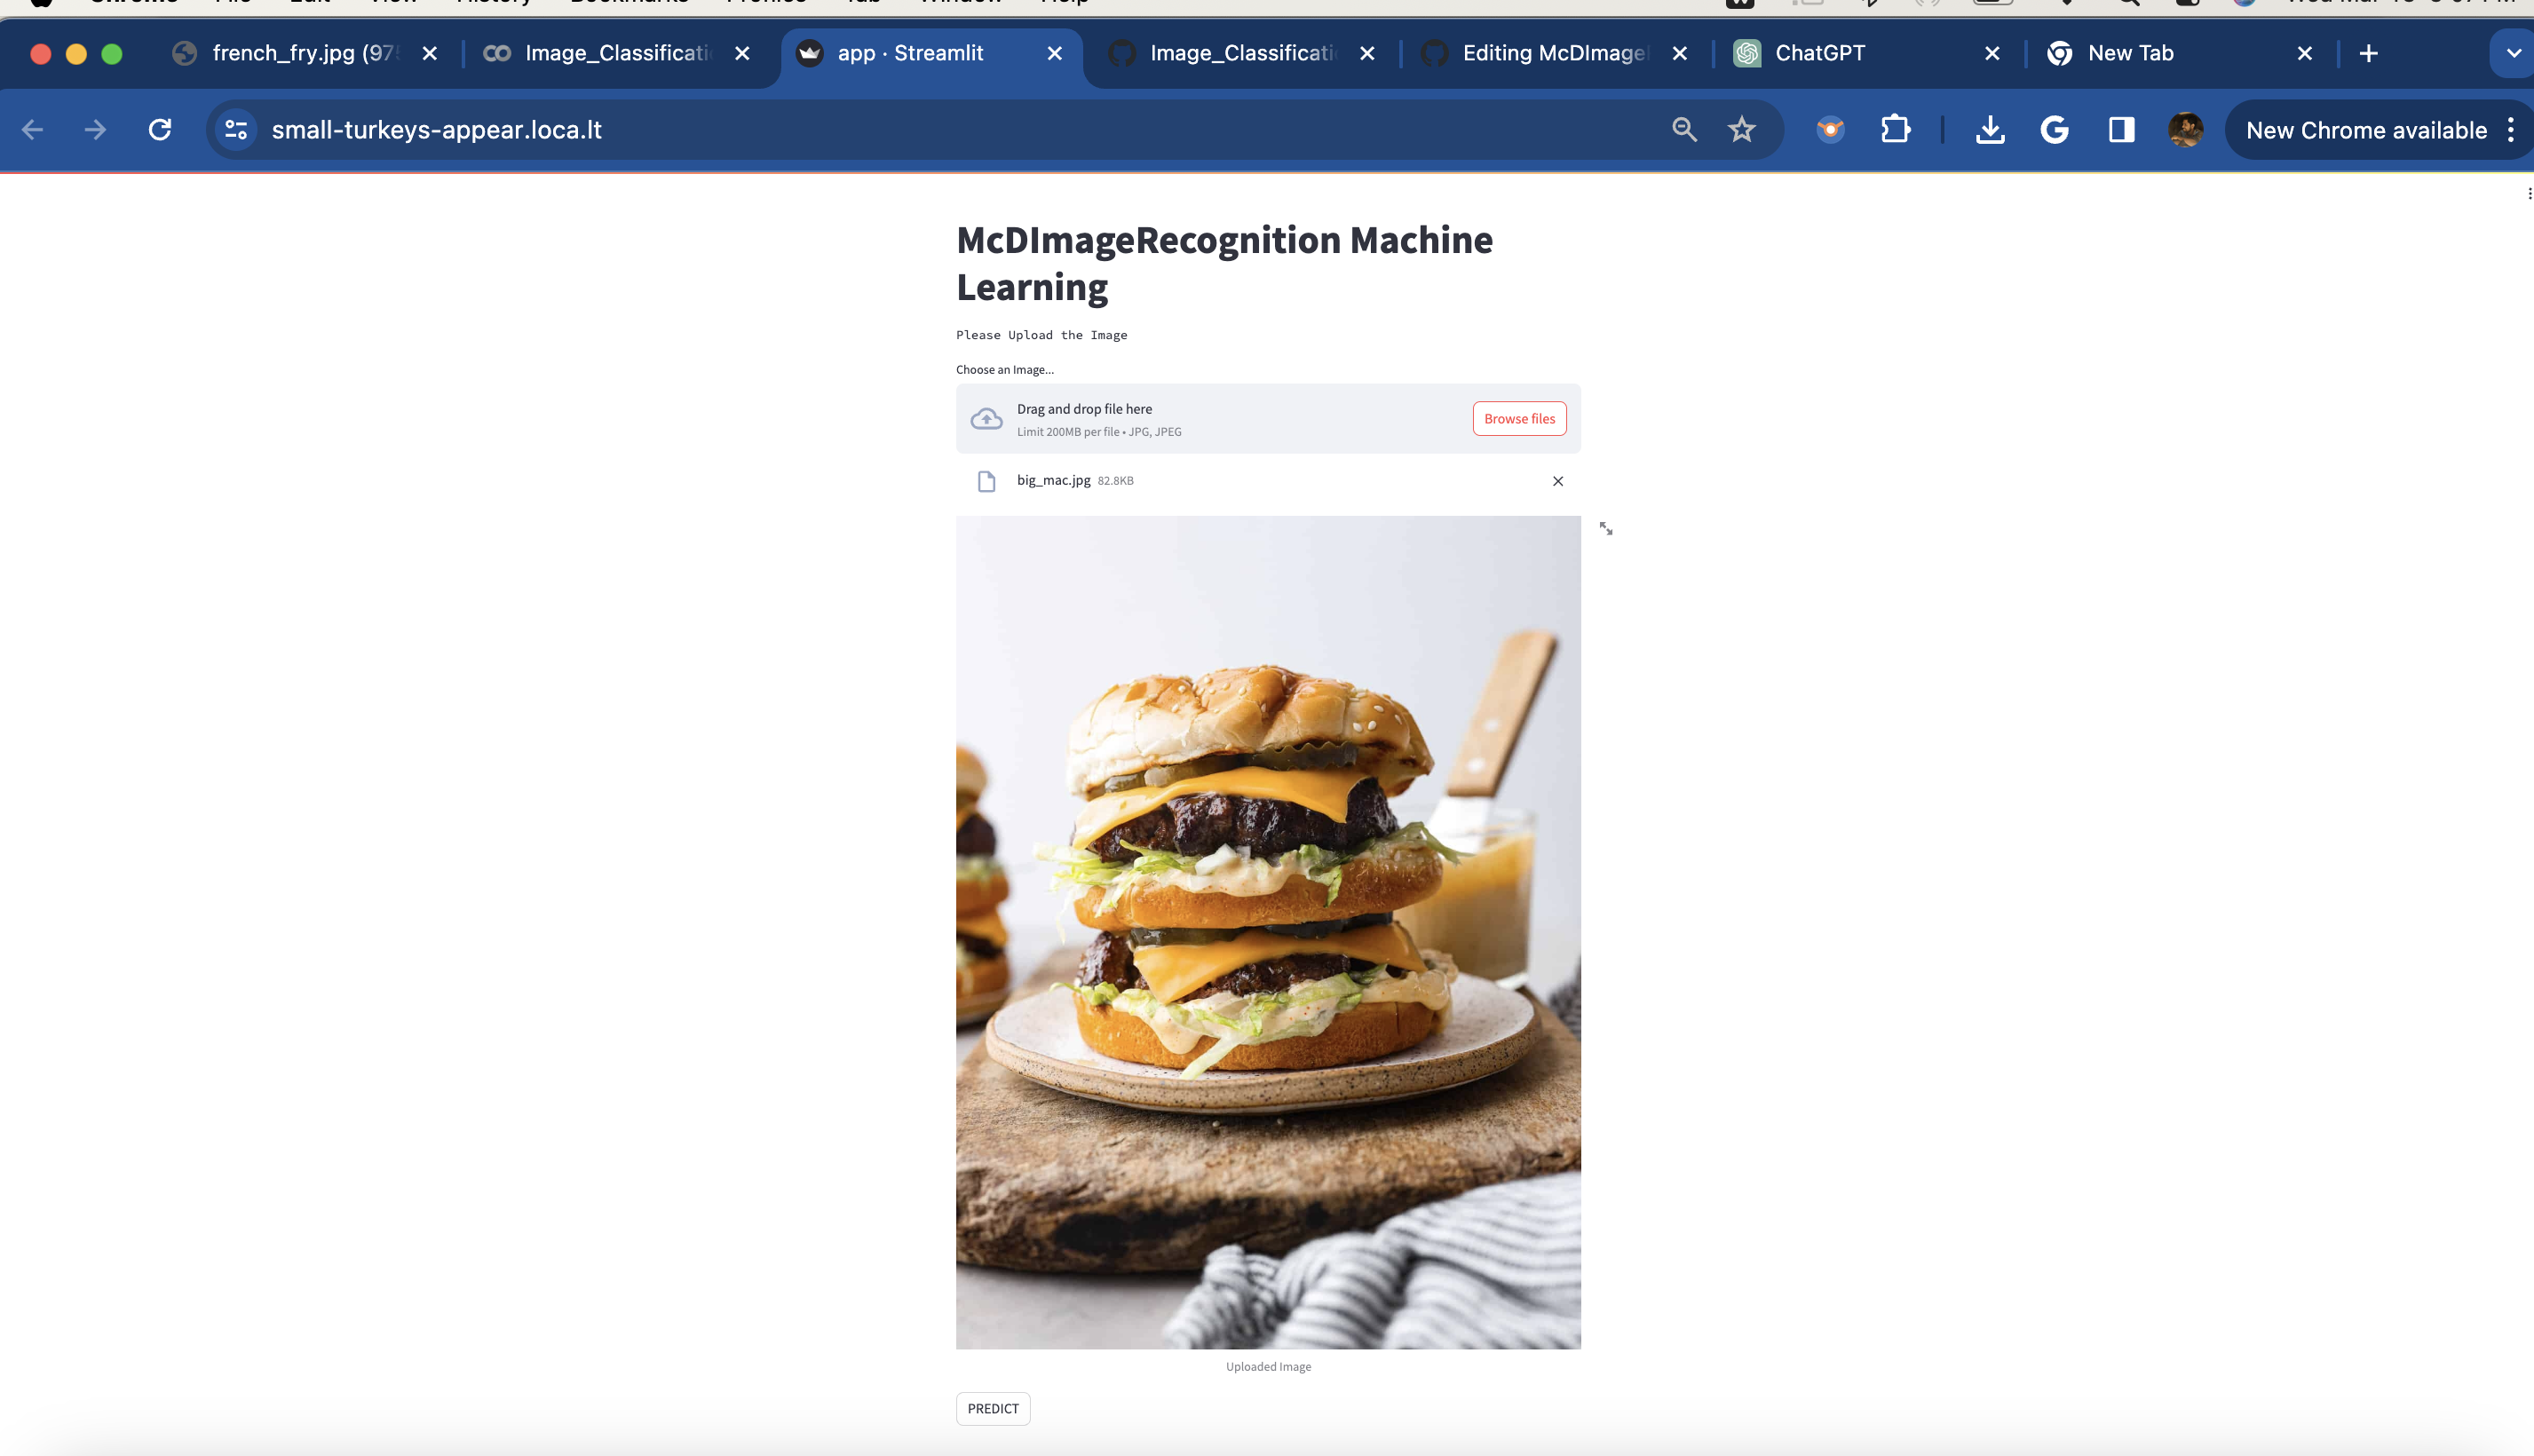 french_fry.jpg (975
Image_Classificati
app · Streamlit
Image_Classificati
Editing McDImage
ChatGPT
New Tab
small-turkeys-appear.loca.lt
New Chrome available
McDImageRecognition Machine
Learning
Please Upload the Image
Choose an Image...
Drag and drop file here
Limit 200MB per file • JPG, JPEG
Browse files
big_mac.jpg 82.8KB
Uploaded Image
PREDICT